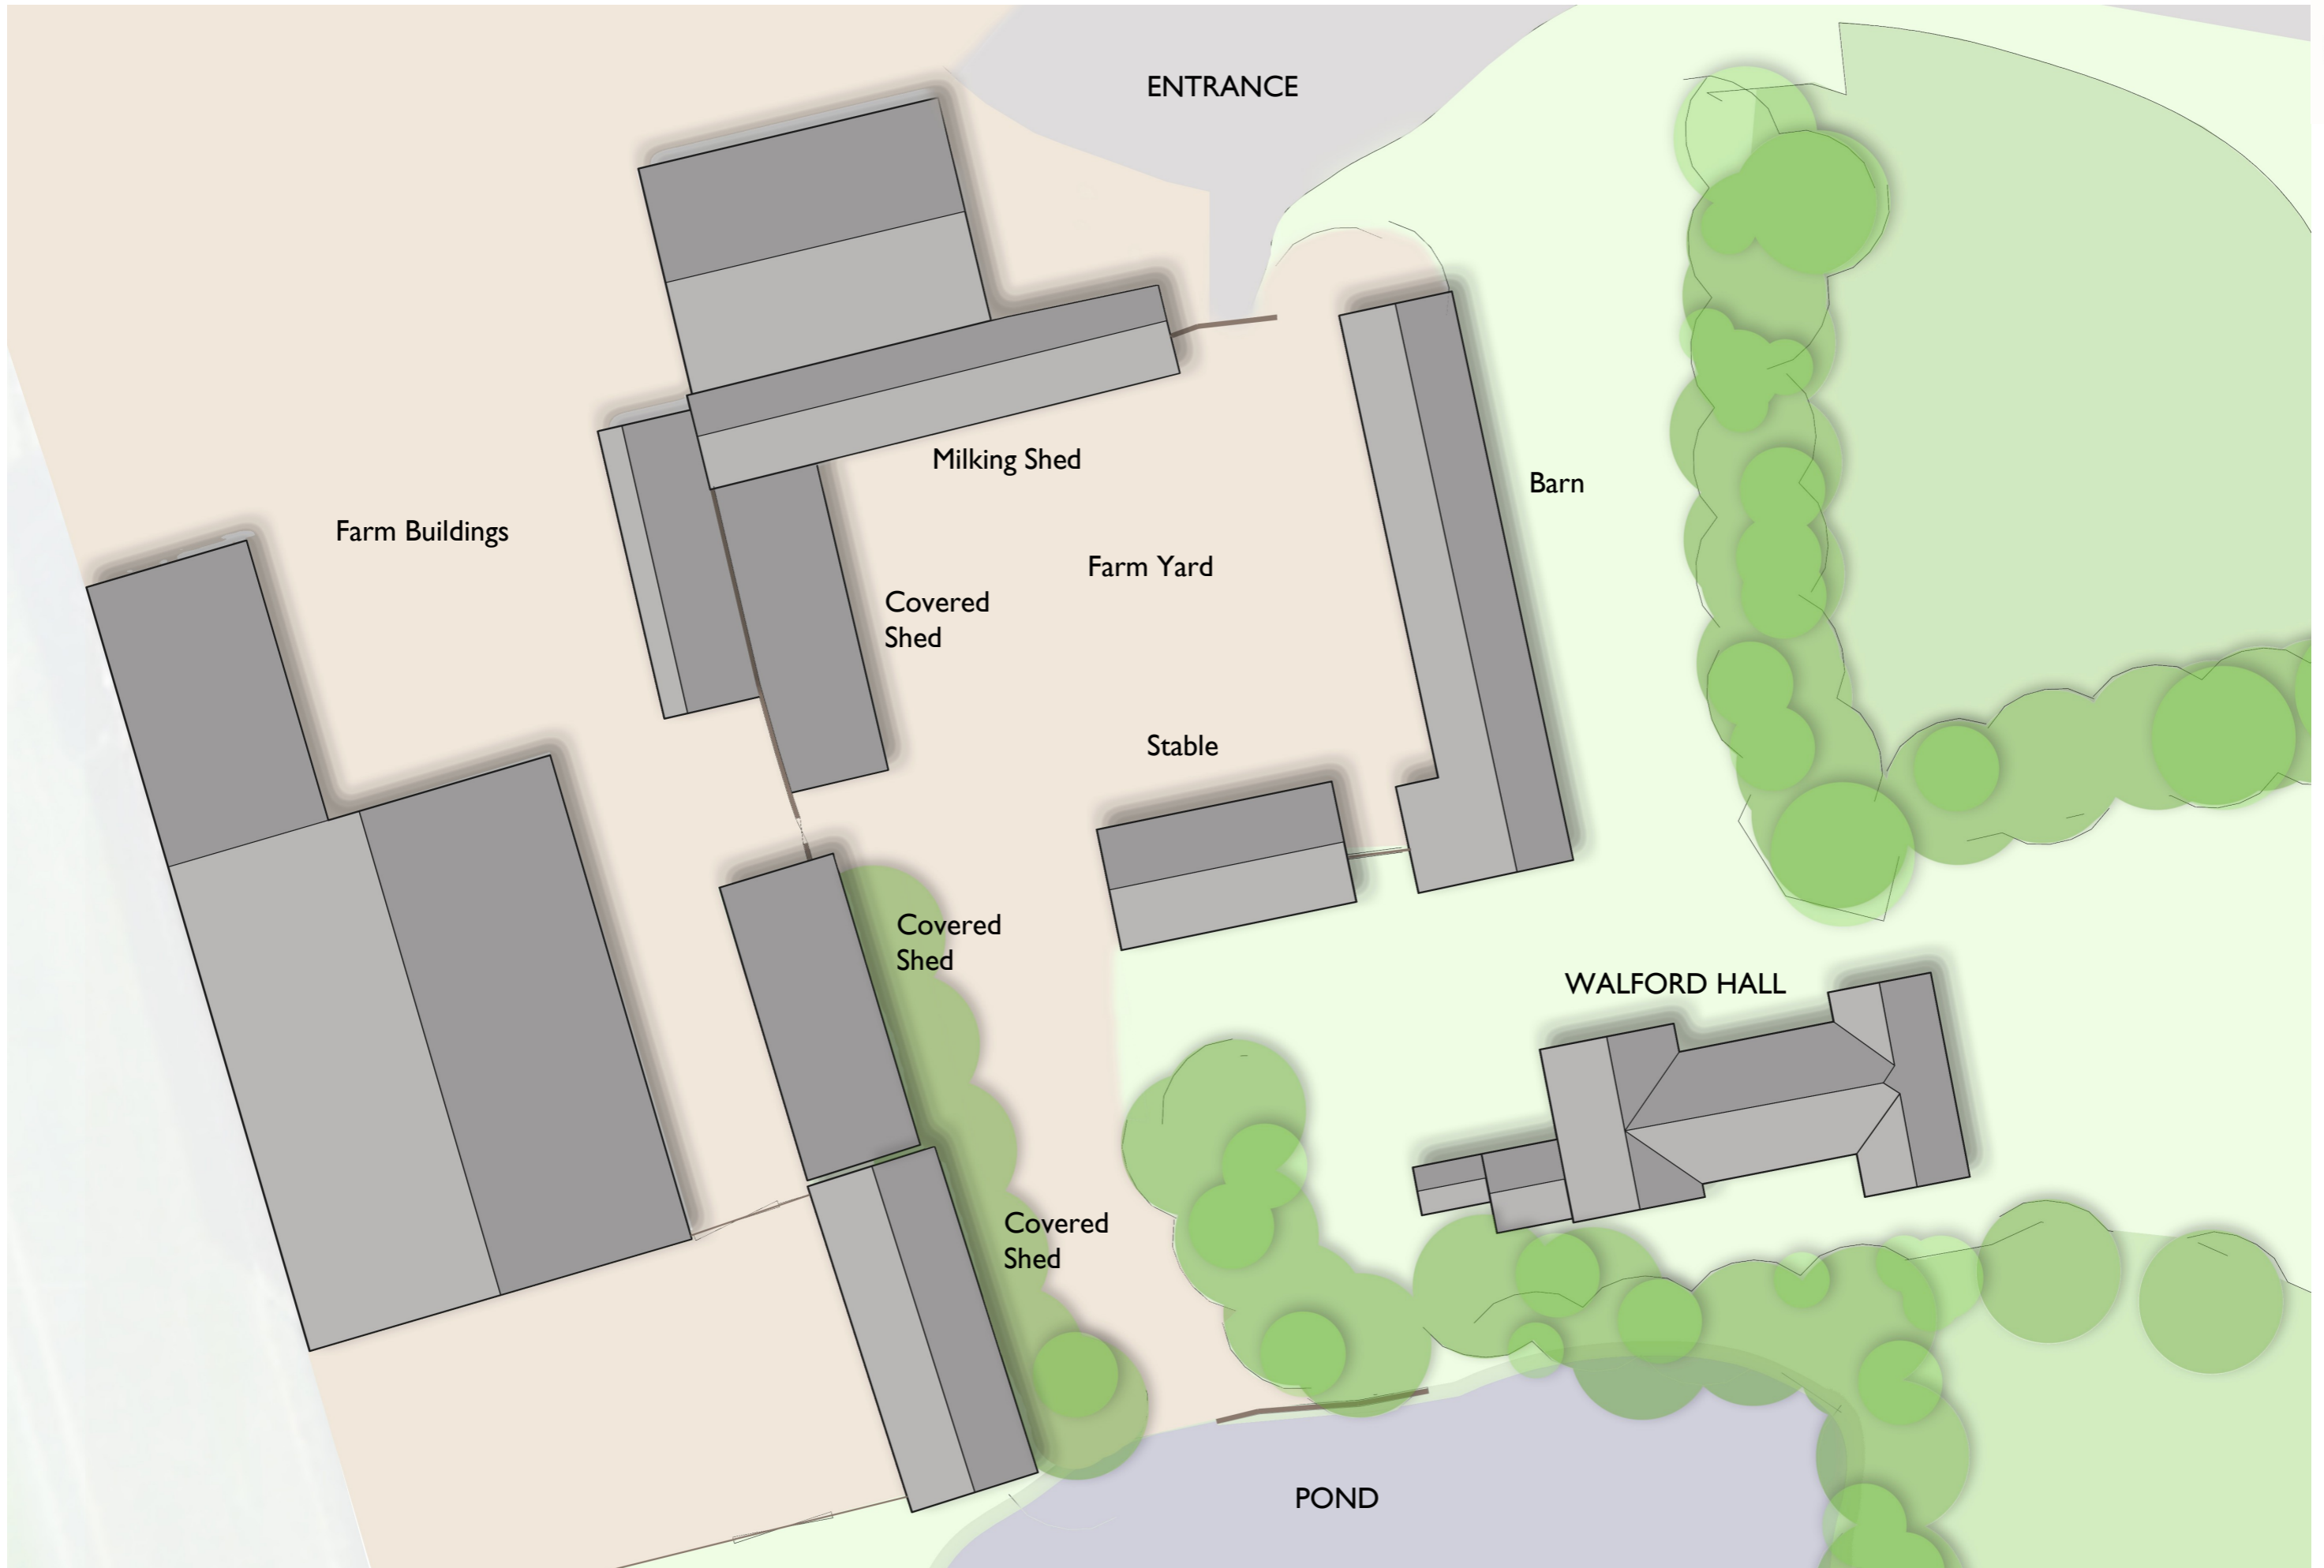 ENTRANCE
Milking Shed
Barn
Farm Buildings
Farm Yard
Covered
Shed
Stable
Covered
Shed
WALFORD HALL
Covered
Shed
POND